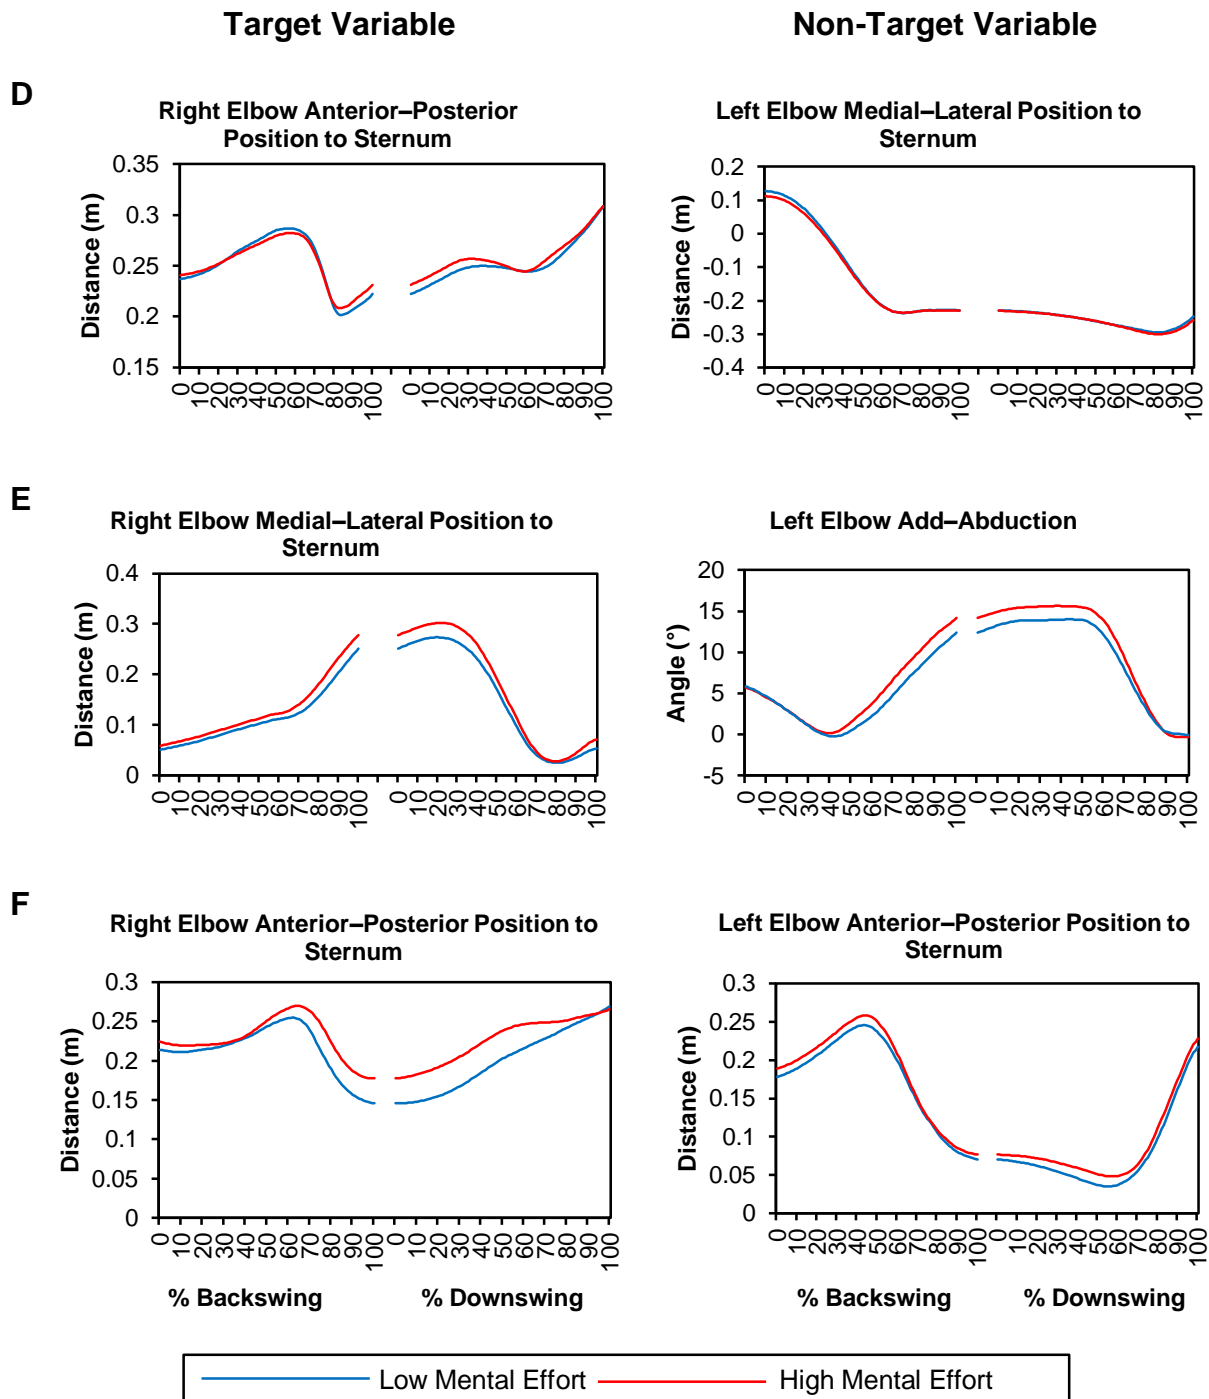 Target Variable
Non-Target Variable
D
Right Elbow Anterior–Posterior
Position to Sternum
Distance (m)
0.35
0.3
0.25
0.2
0.15
0 10 20 30 40 50 60 70 80 90 100 0 10 20 30 40 50 60 70 80 90 100
Left Elbow Medial–Lateral Position to
Sternum
Distance (m)
0.2
0.1
0
-0.1
-0.2
-0.3
-0.4
0 10 20 30 40 50 60 70 80 90 100 0 10 20 30 40 50 60 70 80 90 100
E
Right Elbow Medial–Lateral Position to
Sternum
Distance (m)
0.4
0.3
0.2
0.1
0
0 10 20 30 40 50 60 70 80 90 100 0 10 20 30 40 50 60 70 80 90 100
Left Elbow Add–Abduction
Angle (°)
20
15
10
5
0
-5
0 10 20 30 40 50 60 70 80 90 100 0 10 20 30 40 50 60 70 80 90 100
F
Right Elbow Anterior–Posterior Position to
Sternum
Distance (m)
0.3
0.25
0.2
0.15
0.1
0.05
0
0 10 20 30 40 50 60 70 80 90 100 0 10 20 30 40 50 60 70 80 90 100
% Backswing
% Downswing
Left Elbow Anterior–Posterior Position to
Sternum
Distance (m)
0.3
0.25
0.2
0.15
0.1
0.05
0
0 10 20 30 40 50 60 70 80 90 100 0 10 20 30 40 50 60 70 80 90 100
% Backswing
% Downswing
Low Mental Effort
High Mental Effort